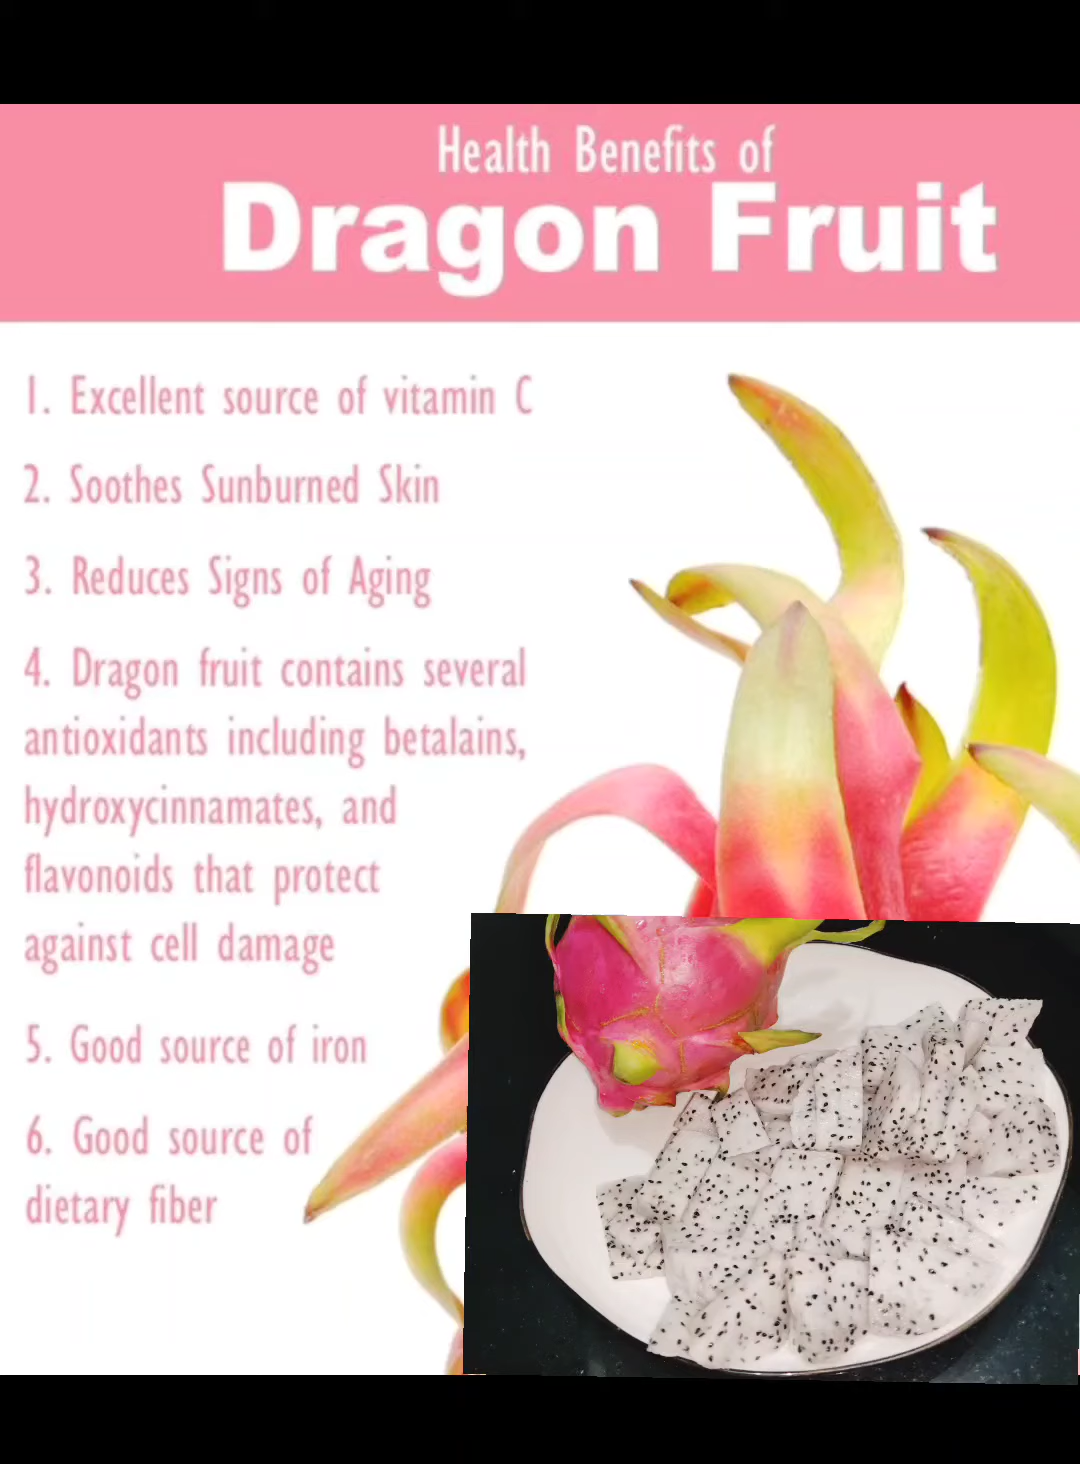 Health Benefits of
Dragon Fruit
1. Excellent source of vitamin C
2. Soothes Sunburned Skin
3. Reduces Signs of Aging
4. Dragon fruit contains several
antioxidants including betalains,
hydroxycinnamates, and
flavonoids that protect
against cell damage
5. Good source of iron
6. Good source of
dietary fiber